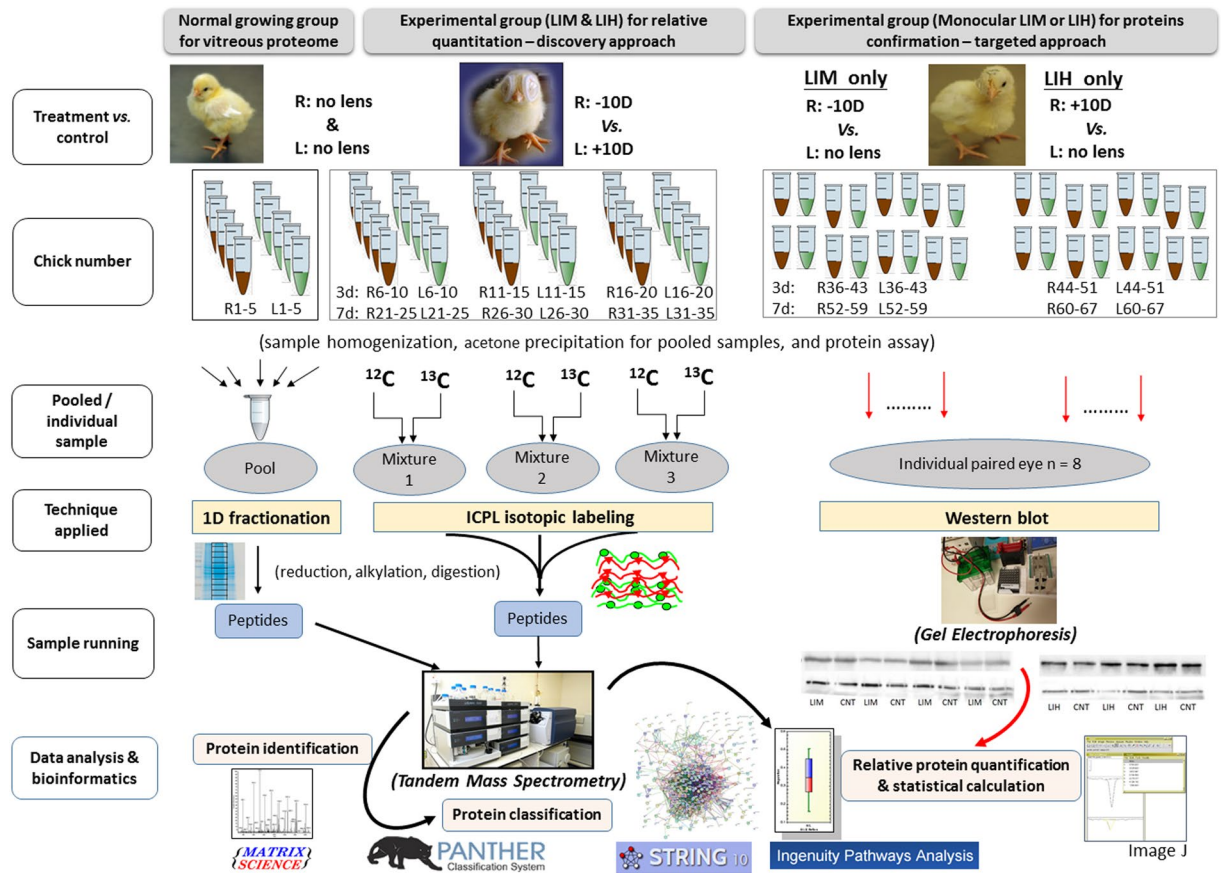 Normal growing group
for vitreous proteome
Experimental group (LIM & LIH) for relative
quantitation – discovery approach
Experimental group (Monocular LIM or LIH) for proteins
confirmation – targeted approach
Treatment vs.
control
R: no lens
&
L: no lens
R: -10D
Vs.
L: +10D
LIM only
R: -10D
Vs.
L: no lens
LIH only
R: +10D
Vs.
L: no lens
Chick number
R1-5 L1-5
3d: R6-10 L6-10 R11-15 L11-15 R16-20 L16-20
7d: R21-25 L21-25 R26-30 L26-30 R31-35 L31-35
3d: R36-43 L36-43 R44-51 L44-51
7d: R52-59 L52-59 R60-67 L60-67
(sample homogenization, acetone precipitation for pooled samples, and protein assay)
Pooled /
individual
sample
¹²C ¹³C ¹²C ¹³C ¹²C ¹³C
......... .........
Pool
Mixture
1
Mixture
2
Mixture
3
Individual paired eye n = 8
Technique
applied
1D fractionation
ICPL isotopic labeling
Western blot
(reduction, alkylation, digestion)
Sample running
Peptides
Peptides
(Gel Electrophoresis)
LIM CNT LIM CNT LIM CNT LIM CNT
LIH CNT LIH CNT LIH CNT
Data analysis &
bioinformatics
Protein identification
(Tandem Mass Spectrometry)
Relative protein quantification
& statistical calculation
Protein classification
{MATRIX
SCIENCE}
PANTHER
Classification System
STRING 10
Ingenuity Pathways Analysis
Image J